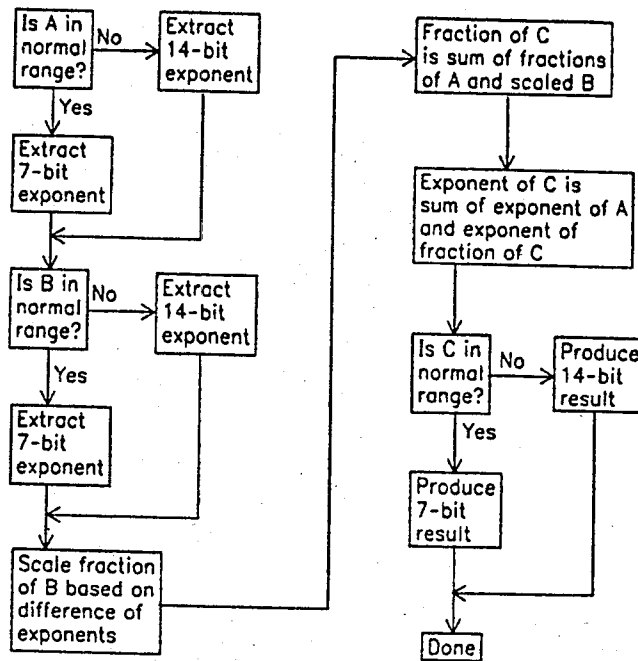 Is A in
normal
range?
No
Extract
14-bit
exponent
Yes
Extract
7-bit
exponent
Is B in
normal
range?
No
Extract
14-bit
exponent
Yes
Extract
7-bit
exponent
Scale fraction
of B based on
difference of
exponents
Fraction of C
is sum of fractions
of A and scaled B
Exponent of C is
sum of exponent of A
and exponent of
fraction of C
Is C in
normal
range?
No
Produce
14-bit
result
Yes
Produce
7-bit
result
Done